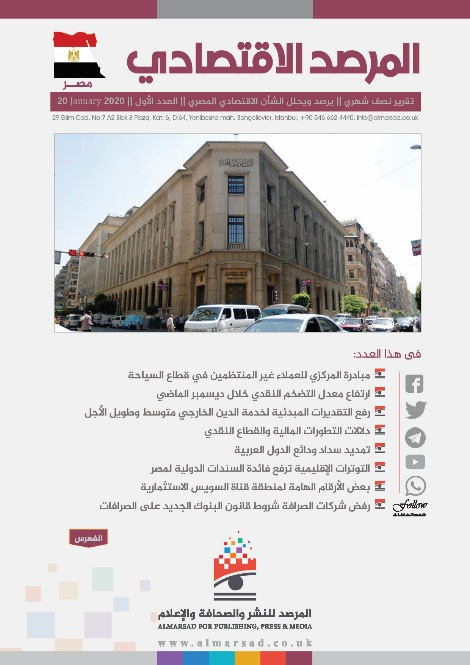 المرصد الاقتصادي
مصر
تقرير نصف شهري || يرصد ويحلل الشأن الاقتصادي المصري || العدد الأول || 20 January 2020
29 Ekim Cad. No:7 A2 Blok 3 Plaza, Kat: 6, D:64, Yenibosna mah. Bahçelievler, Istanbul, +90 546 662 4440, info@almarsad.co.uk
في هذا العدد:
مبادرة المركزي للعملاء غير المنتظمين في قطاع السياحة
ارتفاع معدل التضخم النقدي خلال ديسمبر الماضي
رفع التقديرات المبدئية لخدمة الدين الخارجي متوسط وطويل الأجل
دلالات التطورات المالية والقطاع النقدي
تمديد سداد ودائع الدول العربية
التوترات الإقليمية ترفع فائدة السندات الدولية لمصر
بعض الأرقام الهامة لمنطقة قناة السويس الاستثمارية
رفض شركات الصرافة شروط قانون البنوك الجديد على الصرافات
Follow
ALMARSAD
الفهرس
المرصد للنشر والصحافة والإعلام
ALMARSAD FOR PUBLISHING, PRESS & MEDIA
www.almarsad.co.uk